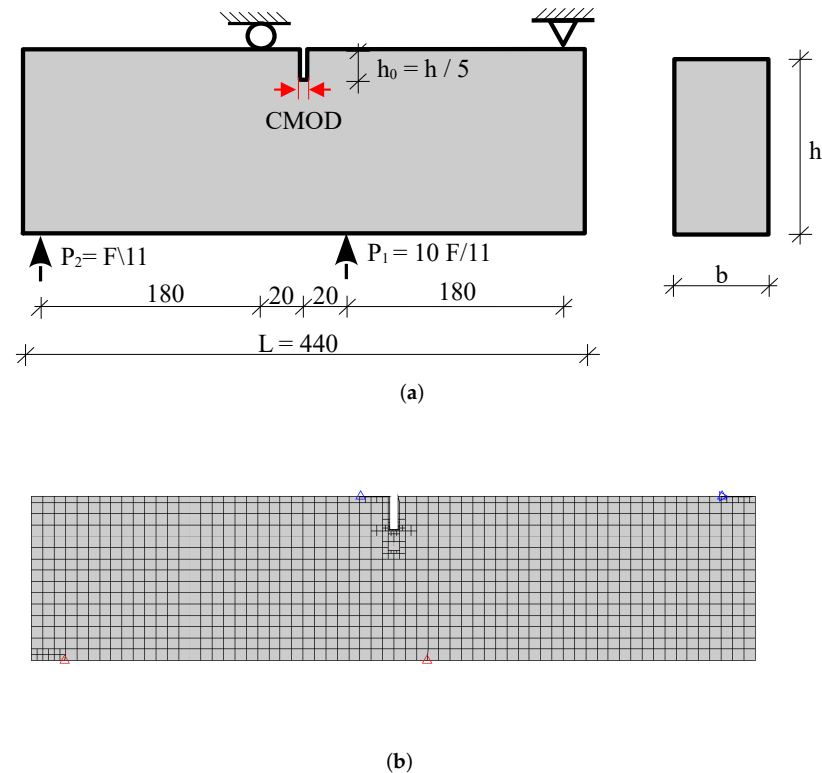 h₀ = h / 5
CMOD
h
P₂= F\11
P₁ = 10 F/11
b
180
20
20
180
L = 440
(a)
(b)